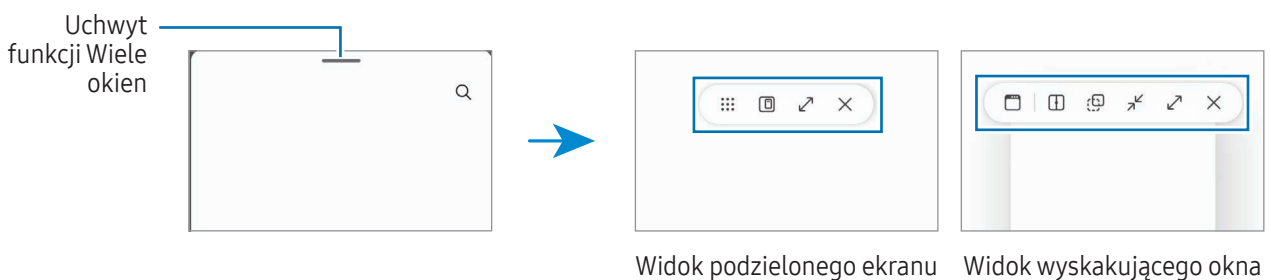 Uchwyt
funkcji Wiele
okien
Widok podzielonego ekranu
Widok wyskakującego okna